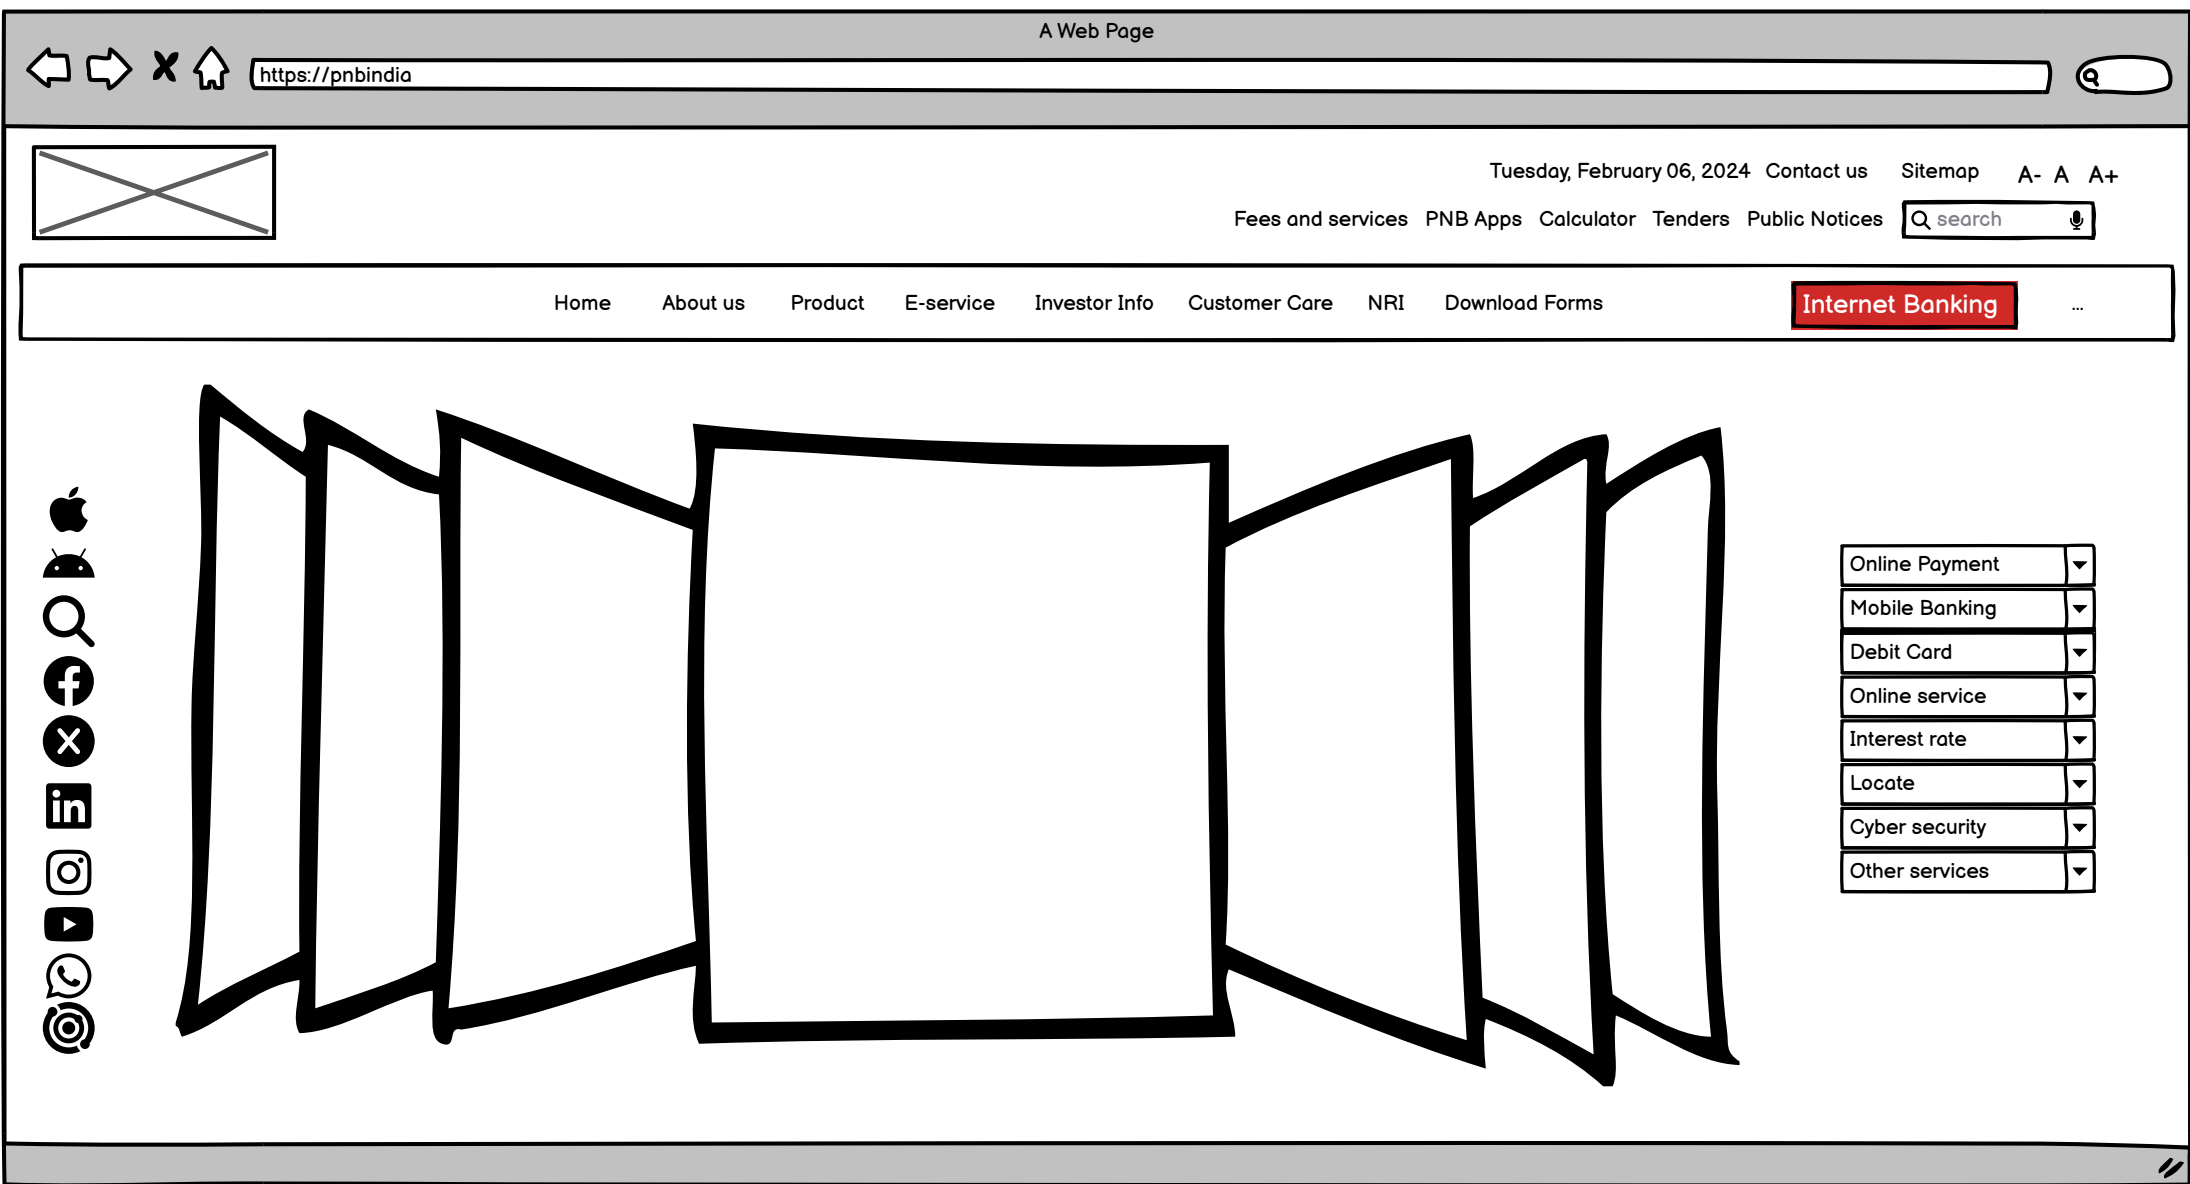 A Web Page
https://pnbindia
Tuesday, February 06, 2024 Contact us Sitemap A- A A+
Fees and services PNB Apps Calculator Tenders Public Notices search
Home About us Product E-service Investor Info Customer Care NRI Download Forms Internet Banking ...
Online Payment
Mobile Banking
Debit Card
Online service
Interest rate
Locate
Cyber security
Other services